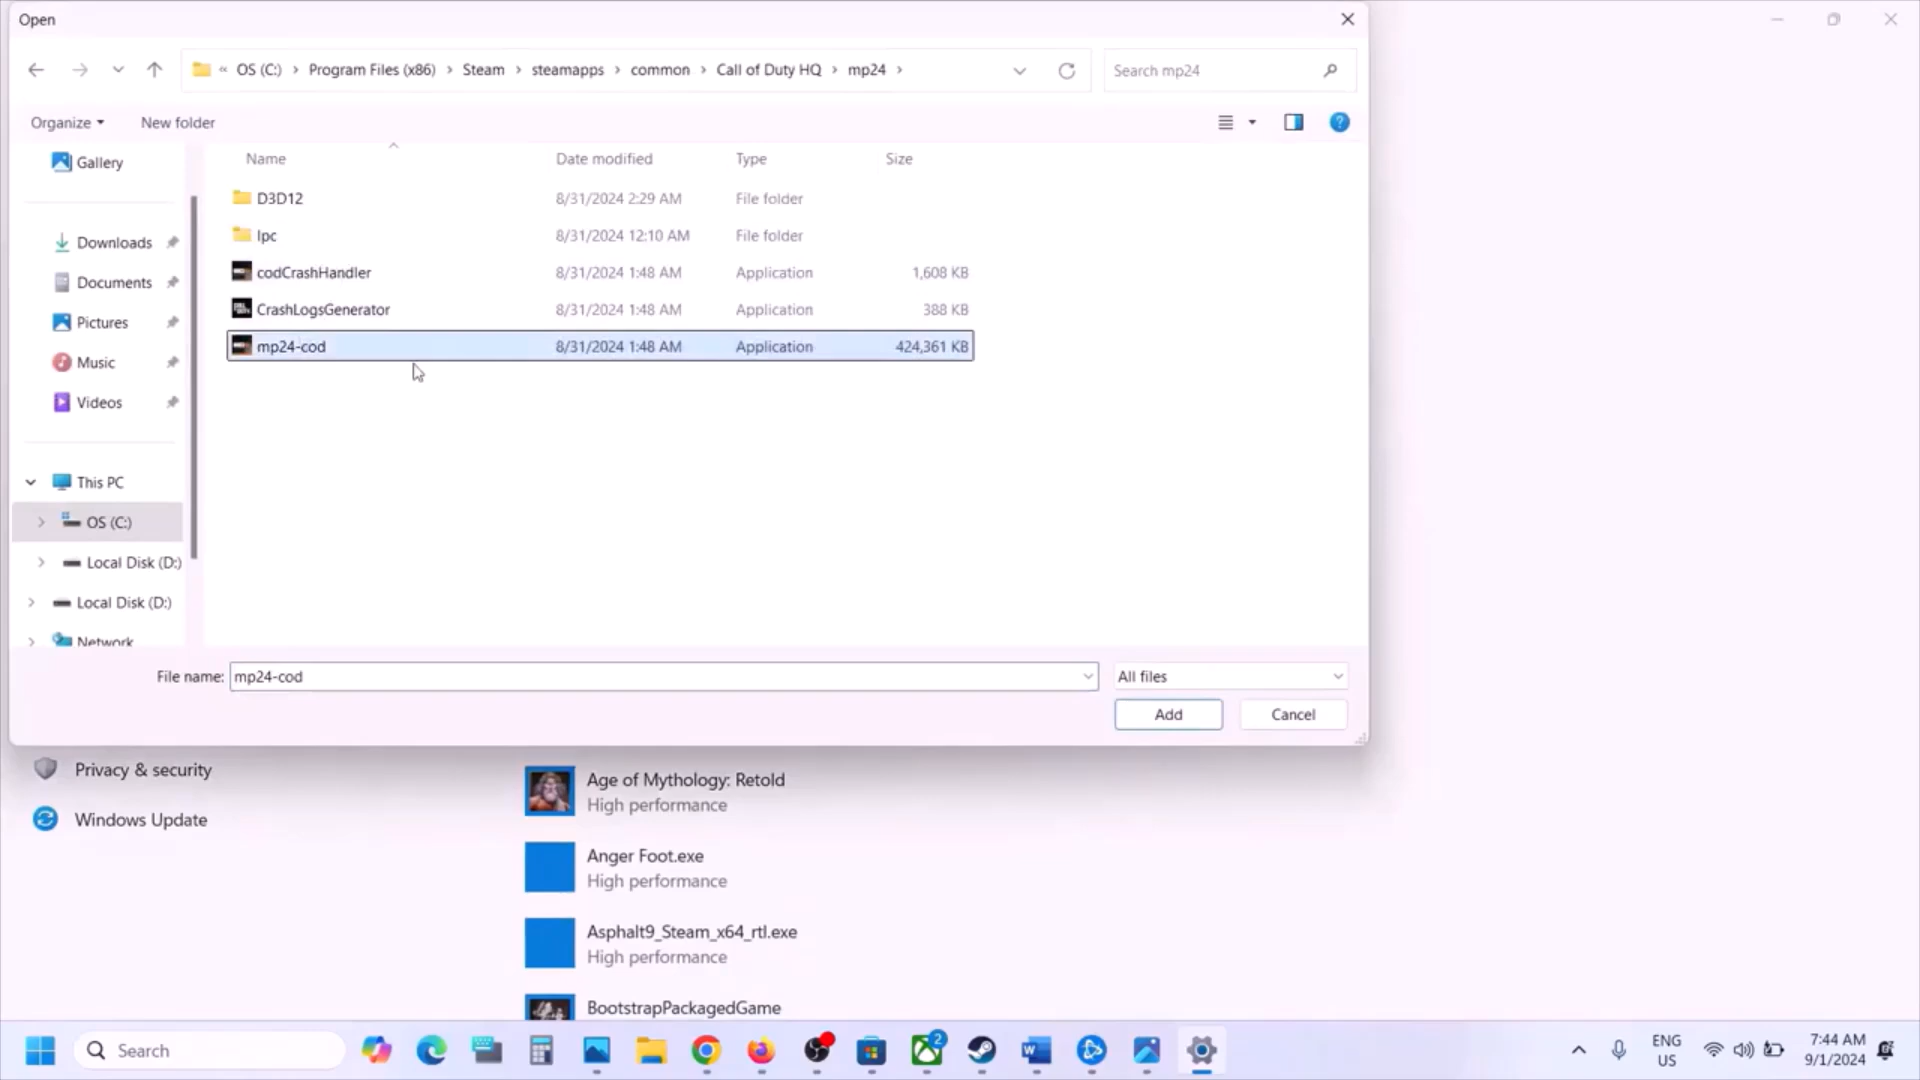 Open
« OS (C:) › Program Files (x86) › Steam › steamapps › common › Call of Duty HQ › mp24 ›
Search mp24
Organize
New folder
Gallery
Downloads
Documents
Pictures
Music
Videos
This PC
OS (C:)
Local Disk (D:)
Local Disk (D:)
Network
Name Date modified Type Size
D3D12 8/31/2024 2:29 AM File folder
lpc 8/31/2024 12:10 AM File folder
codCrashHandler 8/31/2024 1:48 AM Application 1,608 KB
CrashLogsGenerator 8/31/2024 1:48 AM Application 388 KB
mp24-cod 8/31/2024 1:48 AM Application 424,361 KB
File name: mp24-cod
All files
Add Cancel
Privacy & security
Windows Update
Age of Mythology: Retold
High performance
Anger Foot.exe
High performance
Asphalt9_Steam_x64_rtl.exe
High performance
BootstrapPackagedGame
Search
2
ENG
US
7:44 AM
9/1/2024